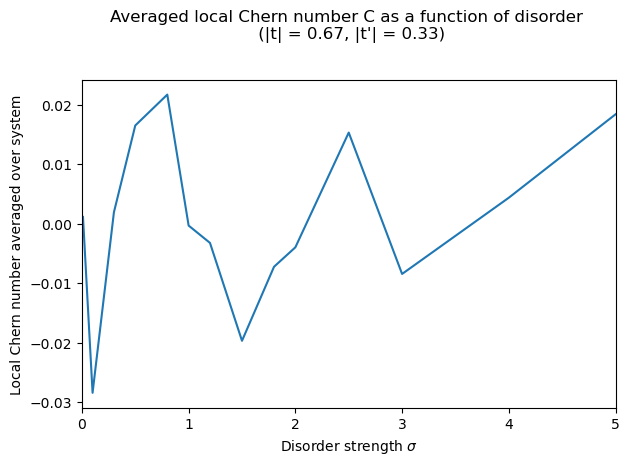 Averaged local Chern number C as a function of disorder
(|t| = 0.67, |t'| = 0.33)
Local Chern number averaged over system
0.02
0.01
0.00
−0.01
−0.02
−0.03
0 1 2 3 4 5
Disorder strength σ